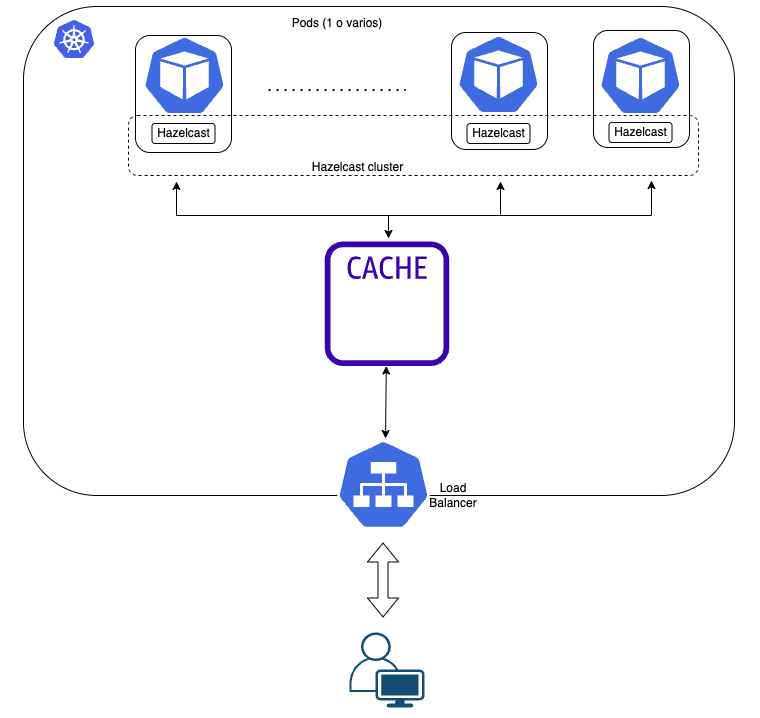 Pods (1 o varios)
Hazelcast
Hazelcast
Hazelcast
Hazelcast cluster
CACHE
Load
Balancer